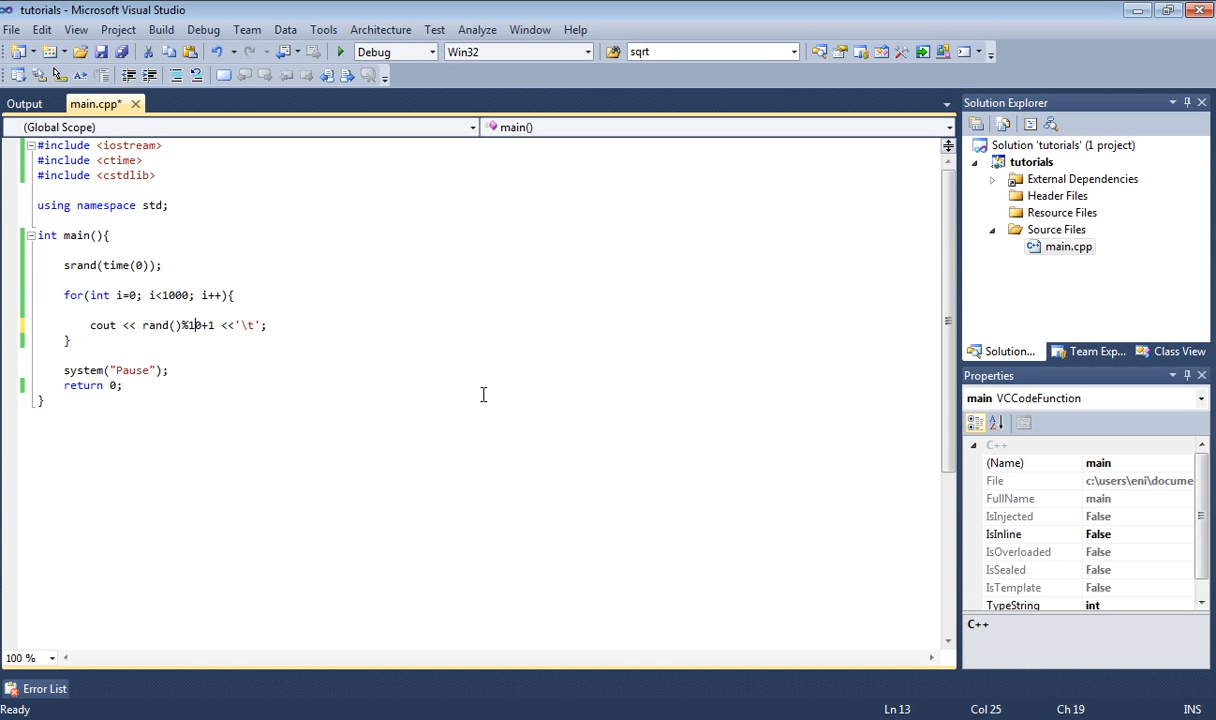 tutorials - Microsoft Visual Studio
File Edit View Project Build Debug Team Data Tools Architecture Test Analyze Window Help
Debug Win32 sqrt
Output main.cpp*
(Global Scope) main()
#include <iostream>
#include <ctime>
#include <cstdlib>
using namespace std;
int main(){
srand(time(0));
for(int i=0; i<1000; i++){
cout << rand()%10+1 <<'\t';
}
system("Pause");
return 0;
}
100 %
Solution Explorer
Solution 'tutorials' (1 project)
tutorials
External Dependencies
Header Files
Resource Files
Source Files
main.cpp
Solution... Team Exp... Class View
Properties
main VCCodeFunction
C++
(Name) main
File c:\users\eni\docume
FullName main
IsInjected False
IsInline False
IsOverloaded False
IsSealed False
IsTemplate False
TypeString int
C++
Error List
Ready Ln 13 Col 25 Ch 19 INS